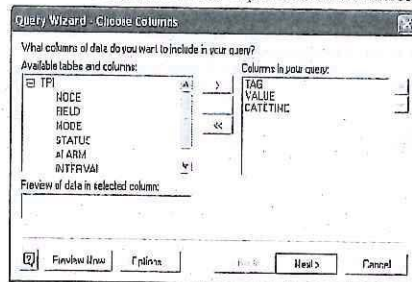 Query Wizard - Choose Columns
What columns of data do you want to include in your query?
Available tables and columns:
Columns in your query:
TPI
NODE
FIELD
MODE
STATUS
ALARM
INTERVAL
>
<<
TAG
VALUE
DATETIME
Preview of data in selected column:
Preview Now
Options
Next >
Cancel